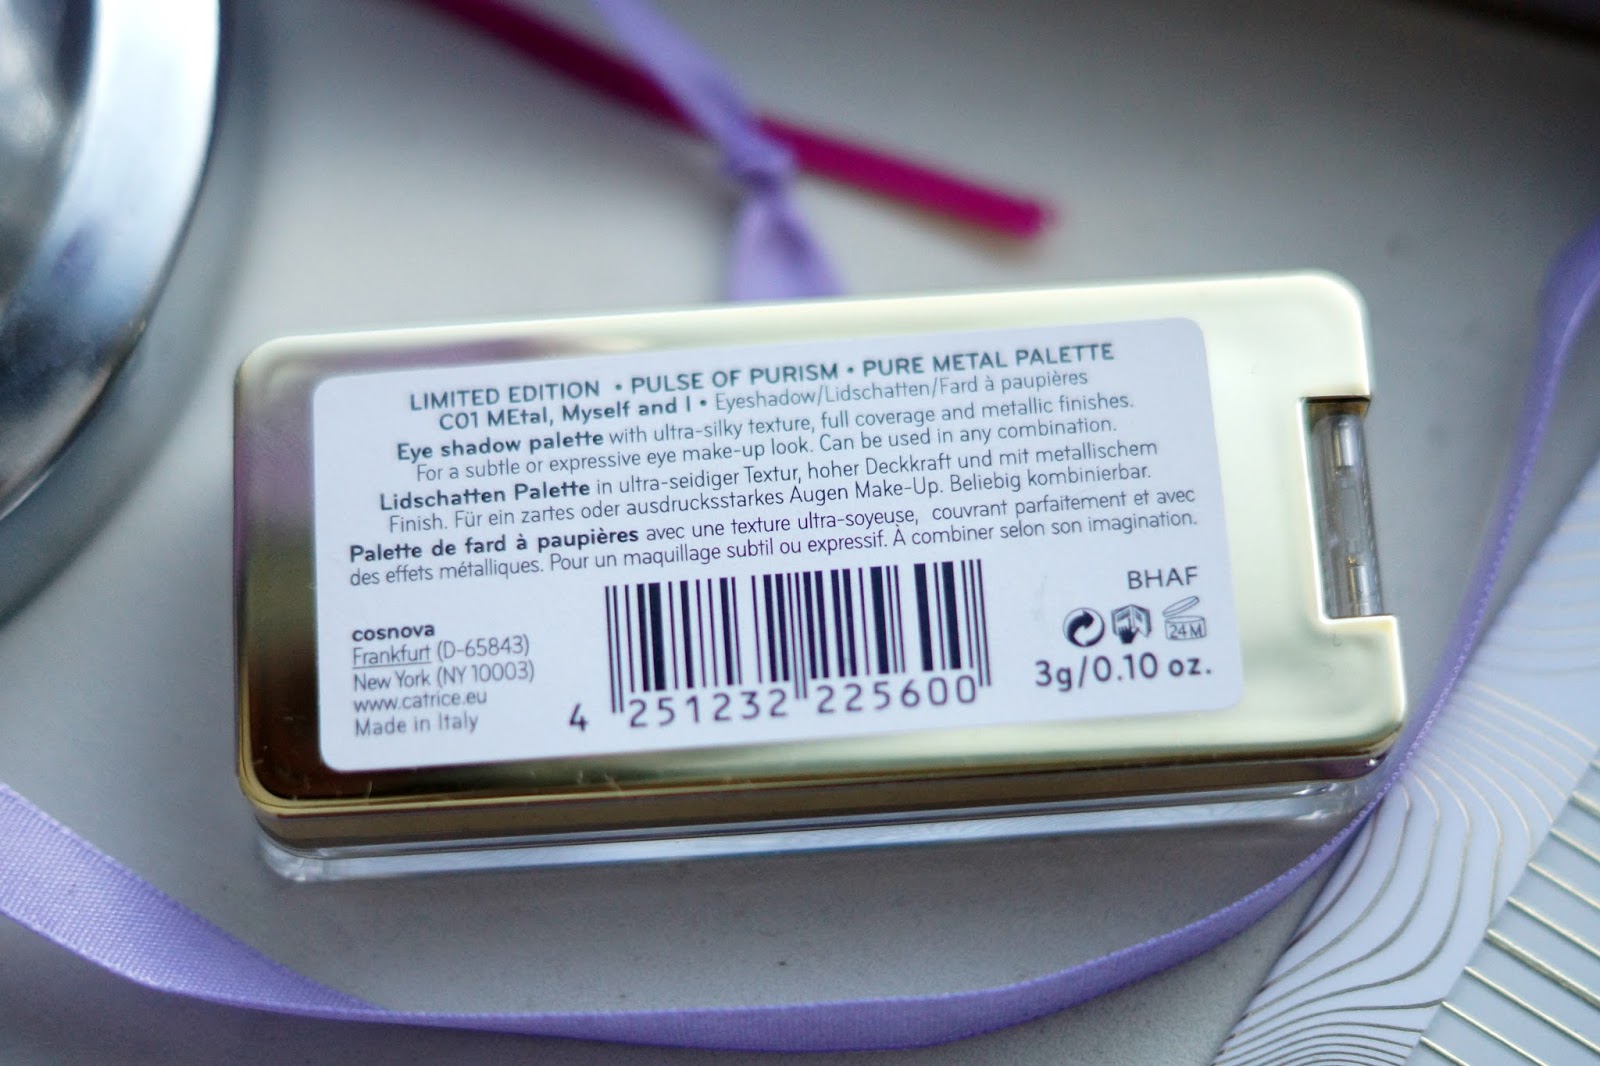 LIMITED EDITION • PULSE OF PURISM • PURE METAL PALETTE
C01 MEtal, Myself and I • Eyeshadow/Lidschatten/Fard à paupières
Eye shadow palette with ultra-silky texture, full coverage and metallic finishes.
For a subtle or expressive eye make-up look. Can be used in any combination.
Lidschatten Palette in ultra-seidiger Textur, hoher Deckkraft und mit metallischem
Finish. Für ein zartes oder ausdrucksstarkes Augen Make-Up. Beliebig kombinierbar.
Palette de fard à paupières avec une texture ultra-soyeuse, couvrant parfaitement et avec
des effets métalliques. Pour un maquillage subtil ou expressif. À combiner selon son imagination.
cosnova
Frankfurt (D-65843)
New York (NY 10003)
www.catrice.eu
Made in Italy
4 251232 225600
BHAF
24M
3g/0.10 oz.